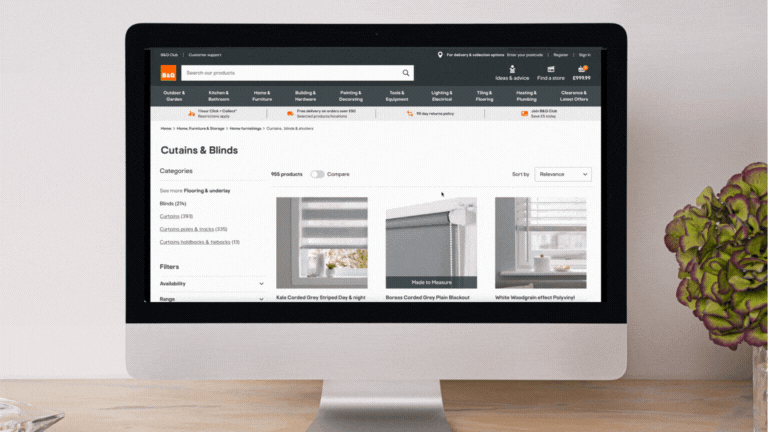 B&Q Club | Customer support
For delivery & collection options Enter your postcode | Register | Sign in
B&Q
Search our products
Ideas & advice
Find a store
£999.99
Outdoor & Garden
Kitchen & Bathroom
Home & Furniture
Building & Hardware
Painting & Decorating
Tools & Equipment
Lighting & Electrical
Tiling & Flooring
Heating & Plumbing
Clearance & Latest Offers
1 hour Click + Collect*
Restrictions apply
Free delivery on orders over £50
Selected products/locations
90 day returns policy
Join B&Q Club
Save £5 today
Home > Home, Furniture & Storage > Home furnishings > Curtains, blinds & shutters
Cutains & Blinds
Categories
955 products
Compare
Sort by
Relevance
See more Flooring & underlay
Blinds (214)
Curtains (393)
Curtains poles & tracks (335)
Curtains holdbacks & tiebacks (13)
Filters
Availability
Range
Made to Measure
Kala Corded Grey Striped Day & night
Boreas Corded Grey Plain Blackout
White Woodgrain effect Polyvinyl